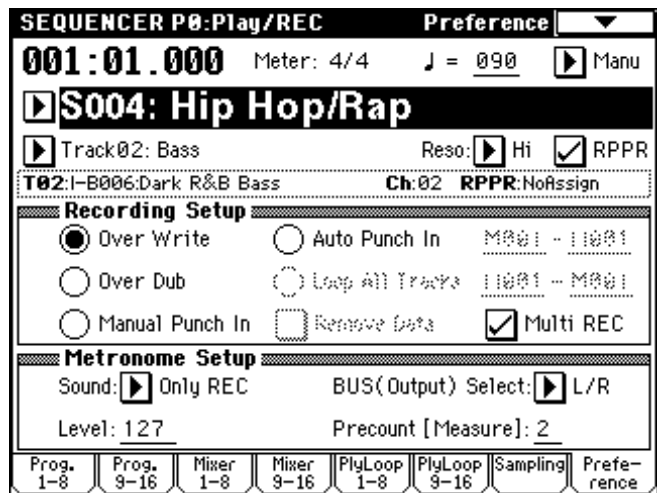 SEQUENCER P0:Play/REC Preference
001:01.000 Meter: 4/4 ♩ = 090 Manu
S004: Hip Hop/Rap
Track02: Bass Reso: Hi RPPR
T02:I-B006:Dark R&B Bass Ch:02 RPPR:NoAssign
Recording Setup
Over Write Auto Punch In M001 - M001
Over Dub Loop All Tracks M001 - M001
Manual Punch In Remove Data Multi REC
Metronome Setup
Sound: Only REC BUS(Output) Select: L/R
Level: 127 Precount [Measure]: 2
Prog. Prog. Mixer Mixer PlyLoop PlyLoop Sampling Prefe-
1-8 9-16 1-8 9-16 1-8 9-16 rence